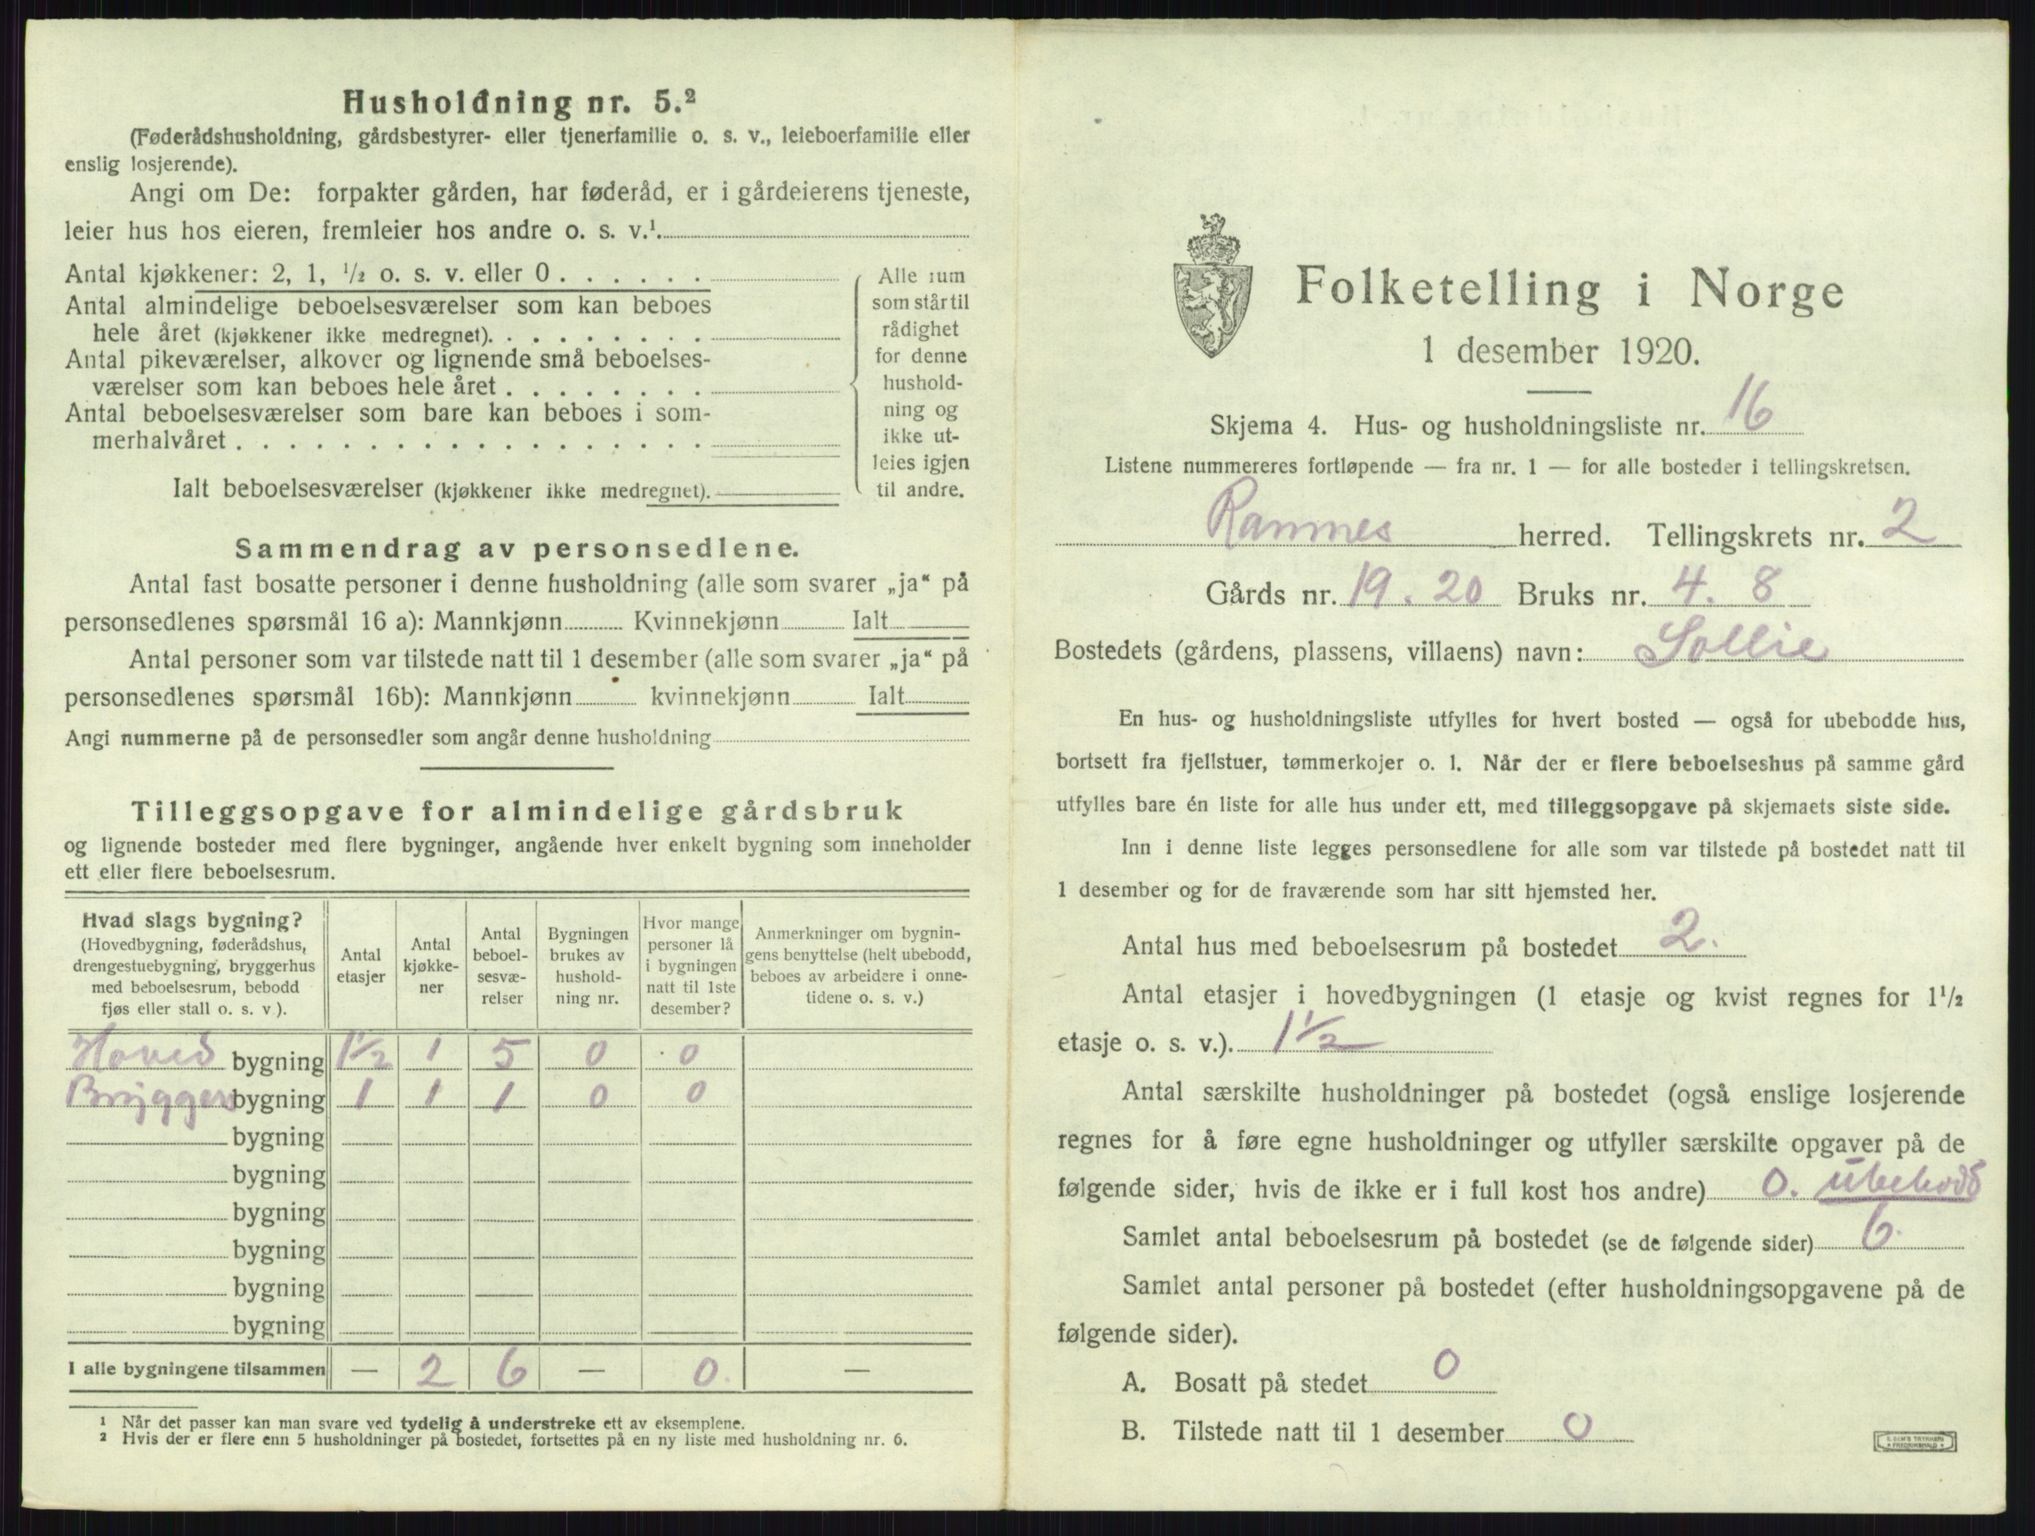 Husholdning nr. 5.²
(Føderådshusholdning, gårdsbestyrer- eller tjenerfamilie o. s. v., leieboerfamilie eller
enslig losjerende).
Angi om De: forpakter gården, har føderåd, er i gårdeierens tjeneste,
leier hus hos eieren, fremleier hos andre o. s. v.¹
Antal kjøkkener: 2, 1, ½ o. s. v. eller 0
Antal almindelige beboelsesværelser som kan beboes
hele året (kjøkkener ikke medregnet).
Antal pikeværelser, alkover og lignende små beboelses-
værelser som kan beboes hele året
Antal beboelsesværelser som bare kan beboes i som-
merhalvåret
Ialt beboelsesværelser (kjøkkener ikke medregnet).
Alle rum
som står til
rådighet
for denne
hushold-
ning og
ikke ut-
leies igjen
til andre.
Sammendrag av personsedlene.
Antal fast bosatte personer i denne husholdning (alle som svarer „ja“ på
personsedlenes spørsmål 16 a): Mannkjønn Kvinnekjønn Ialt
Antal personer som var tilstede natt til 1 desember (alle som svarer „ja“ på
personsedlenes spørsmål 16b): Mannkjønn kvinnekjønn Ialt
Angi nummerne på de personsedler som angår denne husholdning
Tilleggsopgave for almindelige gårdsbruk
og lignende bosteder med flere bygninger, angående hver enkelt bygning som inneholder
ett eller flere beboelsesrum.
Hvad slags bygning?
(Hovedbygning, føderådshus,
drengestuebygning, bryggerhus
med beboelsesrum, bebodd
fjøs eller stall o. s. v ).
Antal
etasjer
Antal
kjøkke-
ner
Antal
beboel-
sesvæ-
relser
Bygningen
brukes av
hushold-
ning nr.
Hvor mange
personer lå
i bygningen
natt til 1ste
desember?
Anmerkninger om bygnin-
gens benyttelse (helt ubebodd,
beboes av arbeidere i onne-
tidene o. s. v.)
Hoved bygning 1½ 1 5 0 0
Bryggers bygning 1 1 1 0 0
bygning
bygning
bygning
bygning
bygning
bygning
I alle bygningene tilsammen — 2 6 — 0. —
¹ Når det passer kan man svare ved tydelig å understreke ett av eksemplene.
² Hvis der er flere enn 5 husholdninger på bostedet, fortsettes på en ny liste med husholdning nr. 6.
Folketelling i Norge
1 desember 1920.
Skjema 4. Hus- og husholdningsliste nr. 16
Listene nummereres fortløpende — fra nr. 1 — for alle bosteder i tellingskretsen.
Ramnes herred. Tellingskrets nr. 2
Gårds nr. 19. 20 Bruks nr. 4. 8
Bostedets (gårdens, plassens, villaens) navn: Sollie
En hus- og husholdningsliste utfylles for hvert bosted — også for ubebodde hus,
bortsett fra fjellstuer, tømmerkojer o. l. Når der er flere beboelseshus på samme gård
utfylles bare én liste for alle hus under ett, med tilleggsopgave på skjemaets siste side.
Inn i denne liste legges personsedlene for alle som var tilstede på bostedet natt til
1 desember og for de fraværende som har sitt hjemsted her.
Antal hus med beboelsesrum på bostedet 2.
Antal etasjer i hovedbygningen (1 etasje og kvist regnes for 1½
etasje o. s. v.). 1½
Antal særskilte husholdninger på bostedet (også enslige losjerende
regnes for å føre egne husholdninger og utfyller særskilte opgaver på de
følgende sider, hvis de ikke er i full kost hos andre) 0. ubebodd
Samlet antal beboelsesrum på bostedet (se de følgende sider) 6.
Samlet antal personer på bostedet (efter husholdningsopgavene på de
følgende sider).
A. Bosatt på stedet 0
B. Tilstede natt til 1 desember 0